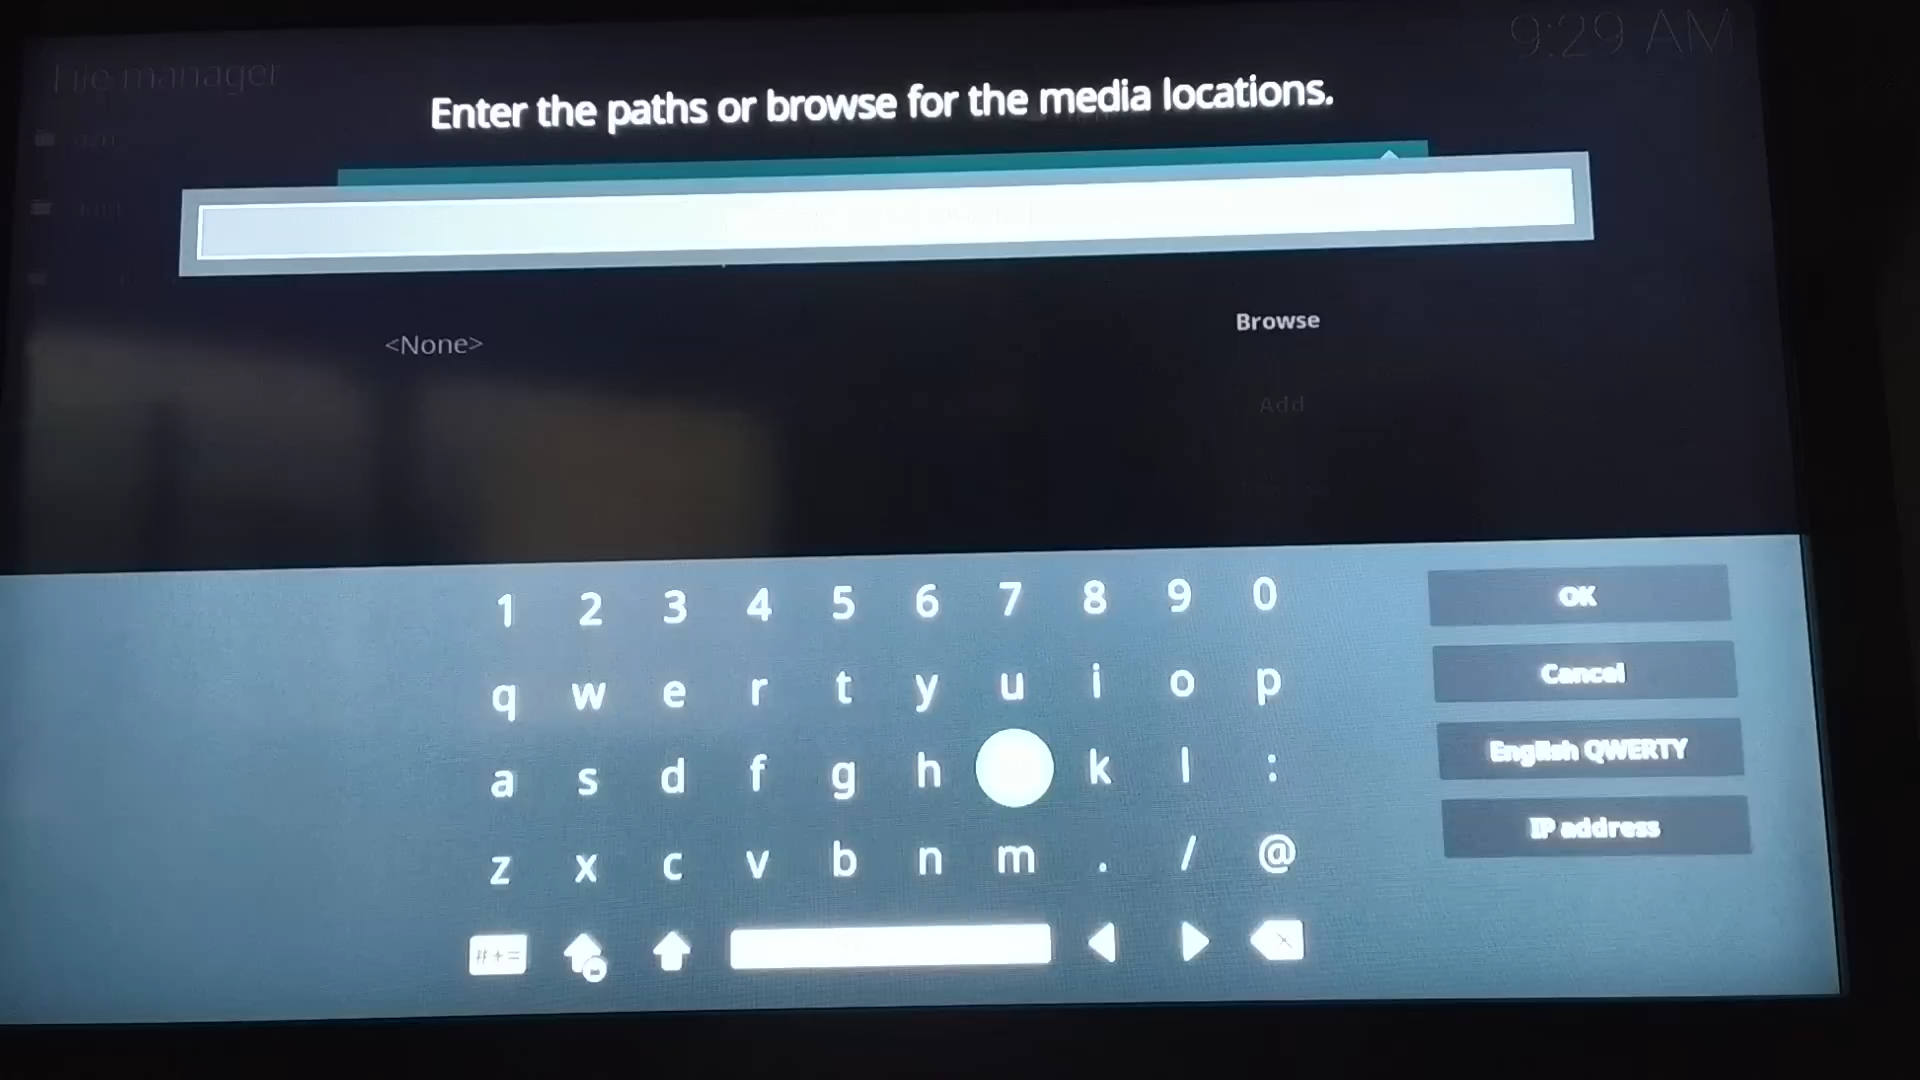 File manager
9:29 AM
Enter the paths or browse for the media locations.
<None>
Browse
Add
1 2 3 4 5 6 7 8 9 0
OK
q w e r t y u i o p
Cancel
a s d f g h k l :
English QWERTY
z x c v b n m . / @
IP address
#+=